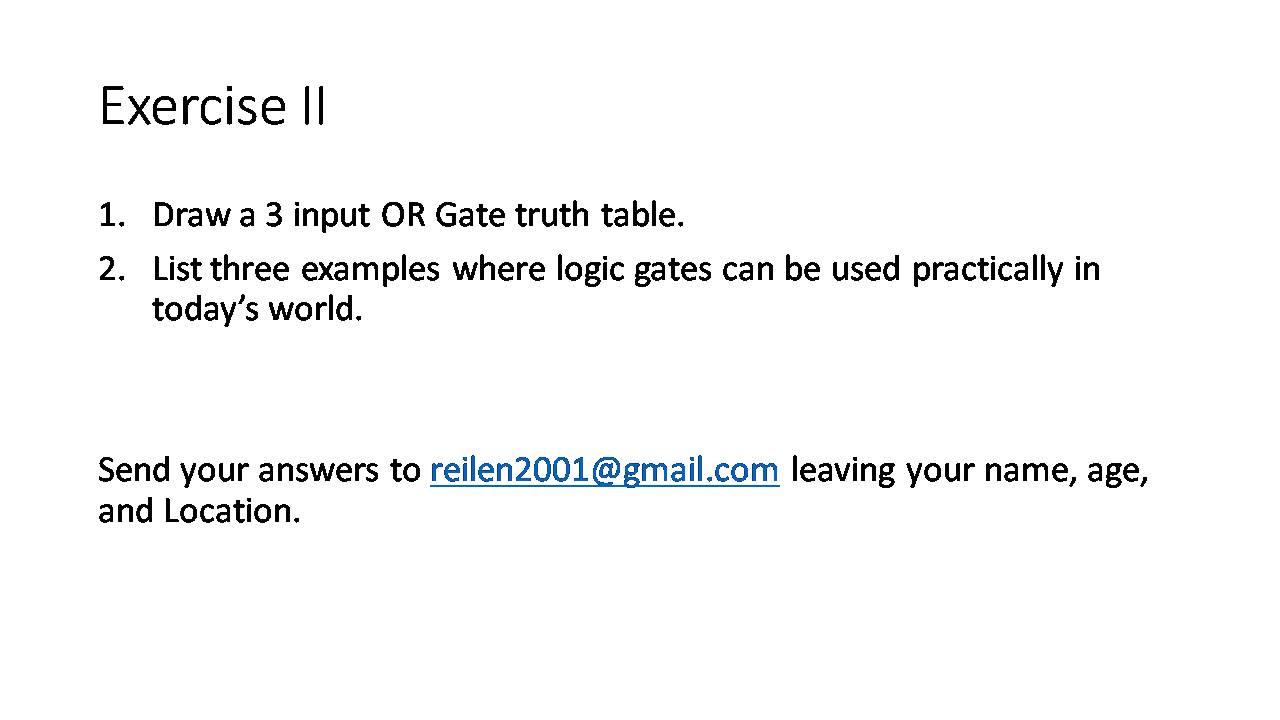 Exercise II
1. Draw a 3 input OR Gate truth table.
2. List three examples where logic gates can be used practically in
today’s world.
Send your answers to reilen2001@gmail.com leaving your name, age,
and Location.